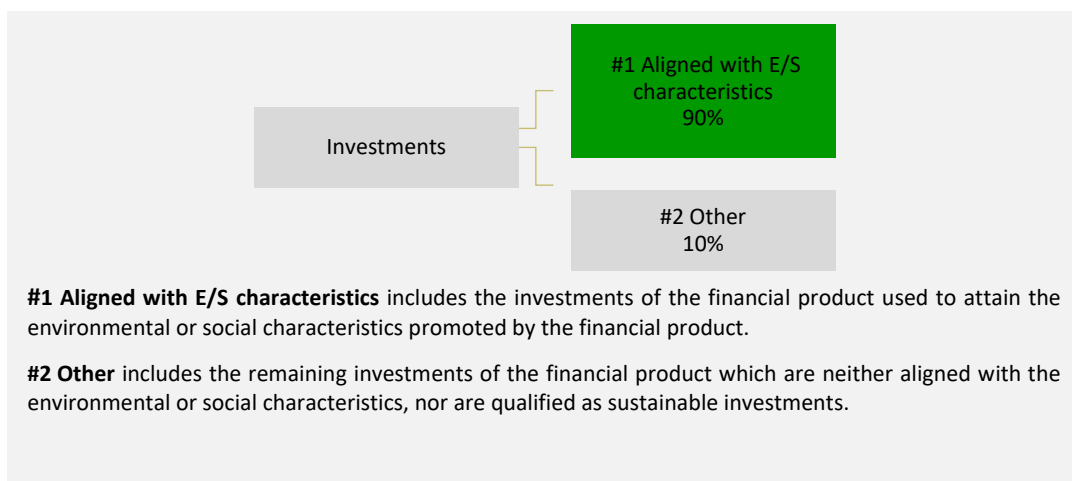 #1 Aligned with E/S
characteristics
90%
Investments
#2 Other
10%
#1 Aligned with E/S characteristics includes the investments of the financial product used to attain the
environmental or social characteristics promoted by the financial product.
#2 Other includes the remaining investments of the financial product which are neither aligned with the
environmental or social characteristics, nor are qualified as sustainable investments.